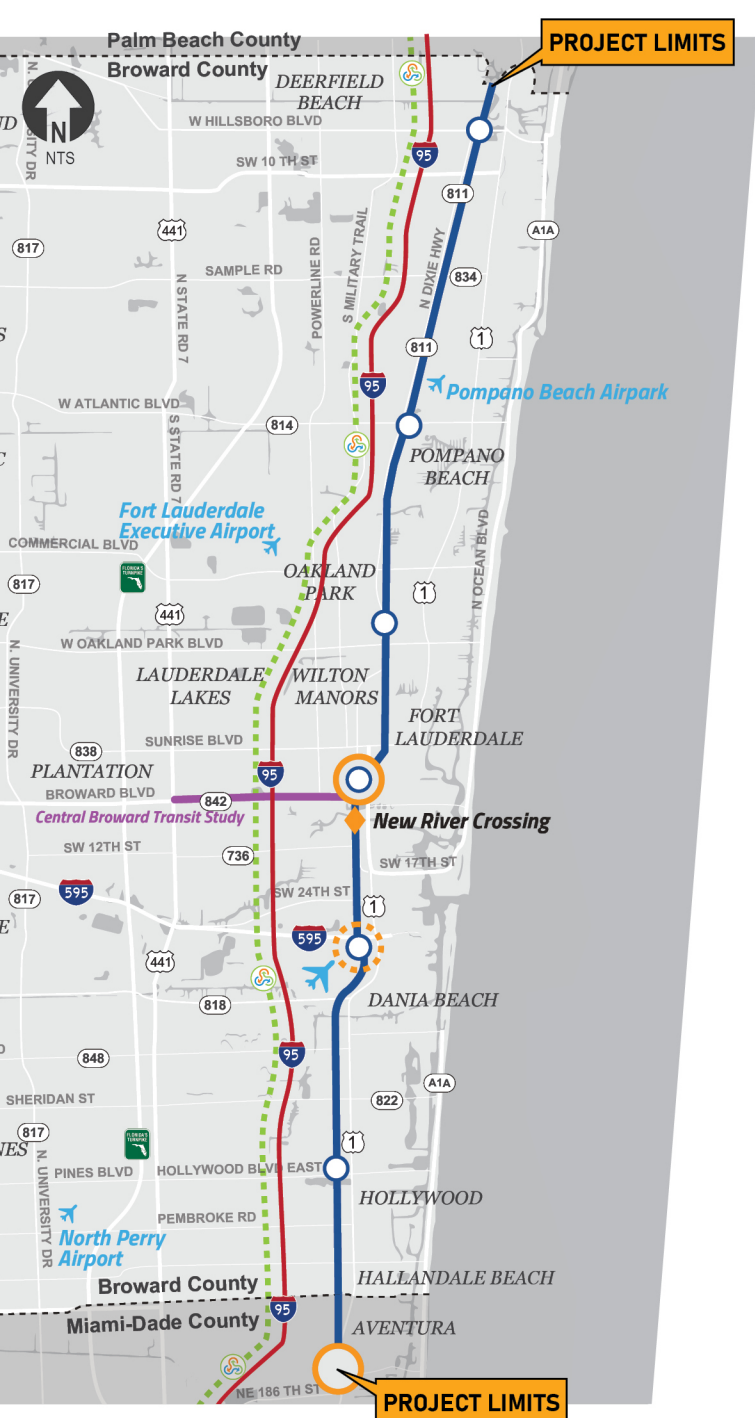 Palm Beach County
PROJECT LIMITS
Broward County
DEERFIELD
BEACH
W HILLSBORO BLVD
N
NTS
SW 10 TH ST
95
811
441
A1A
817
SAMPLE RD
834
N STATE RD 7
POWERLINE RD
S MILITARY TRAIL
N DIXIE HWY
1
811
95
Pompano Beach Airpark
W ATLANTIC BLVD
814
S STATE RD 7
POMPANO
BEACH
Fort Lauderdale
Executive Airport
COMMERCIAL BLVD
N OCEAN BLVD
FLORIDA'S
TURNPIKE
OAKLAND
PARK
817
1
441
W OAKLAND PARK BLVD
N. UNIVERSITY DR
LAUDERDALE
LAKES
WILTON
MANORS
FORT
LAUDERDALE
SUNRISE BLVD
838
PLANTATION
95
BROWARD BLVD
842
Central Broward Transit Study
New River Crossing
SW 12TH ST
736
SW 17TH ST
595
817
SW 24TH ST
1
595
441
DANIA BEACH
818
95
848
A1A
SHERIDAN ST
822
817
FLORIDA'S
TURNPIKE
1
PINES BLVD
HOLLYWOOD BLVD EAST
N. UNIVERSITY DR
HOLLYWOOD
PEMBROKE RD
North Perry
Airport
HALLANDALE BEACH
Broward County
95
Miami-Dade County
AVENTURA
NE 186 TH ST
PROJECT LIMITS